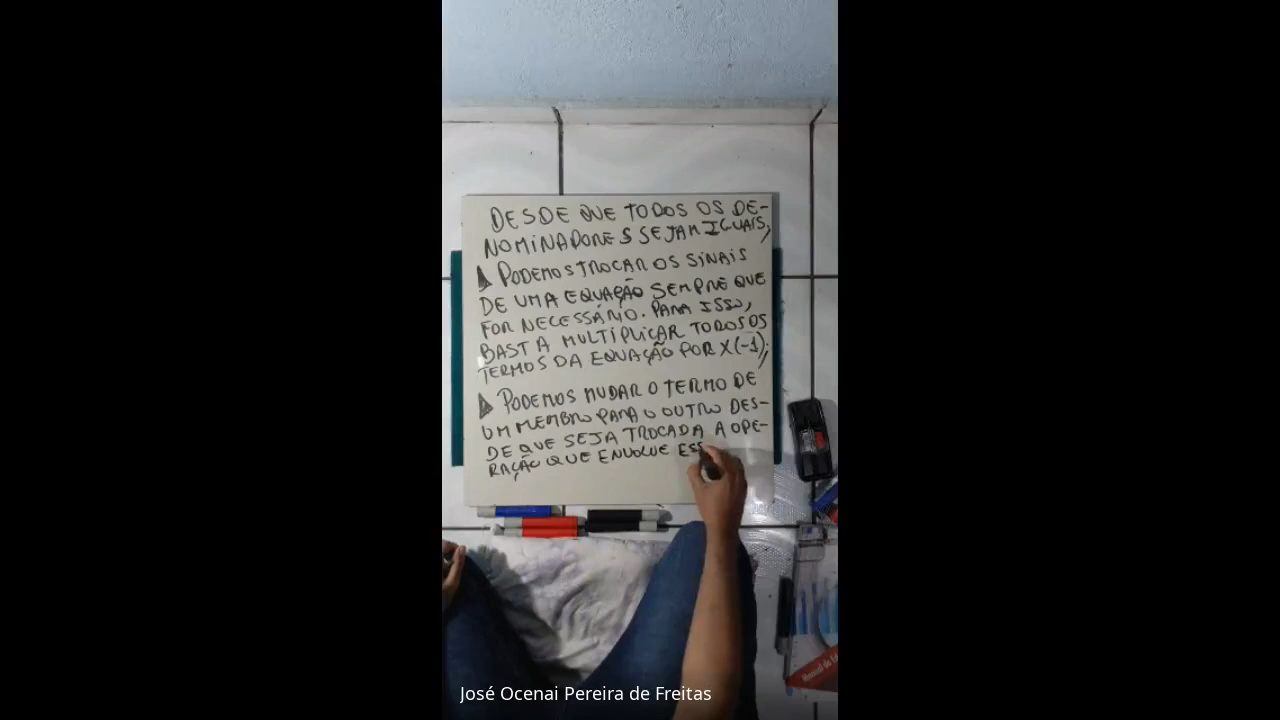 DESDE QUE TODOS OS DE-
NOMINADORES SEJAM IGUAIS;
PODEMOS TROCAR OS SINAIS
DE UMA EQUAÇÃO SEMPRE QUE
FOR NECESSÁRIO. PARA ISSO,
BASTA MULTIPLICAR TODOS OS
TERMOS DA EQUAÇÃO POR X(-1);
PODEMOS MUDAR O TERMO DE
UM MEMBRO PARA O OUTRO DES-
DE QUE SEJA TROCADA A OPE-
RAÇÃO QUE ENVOLVE ESS
José Ocenai Pereira de Freitas